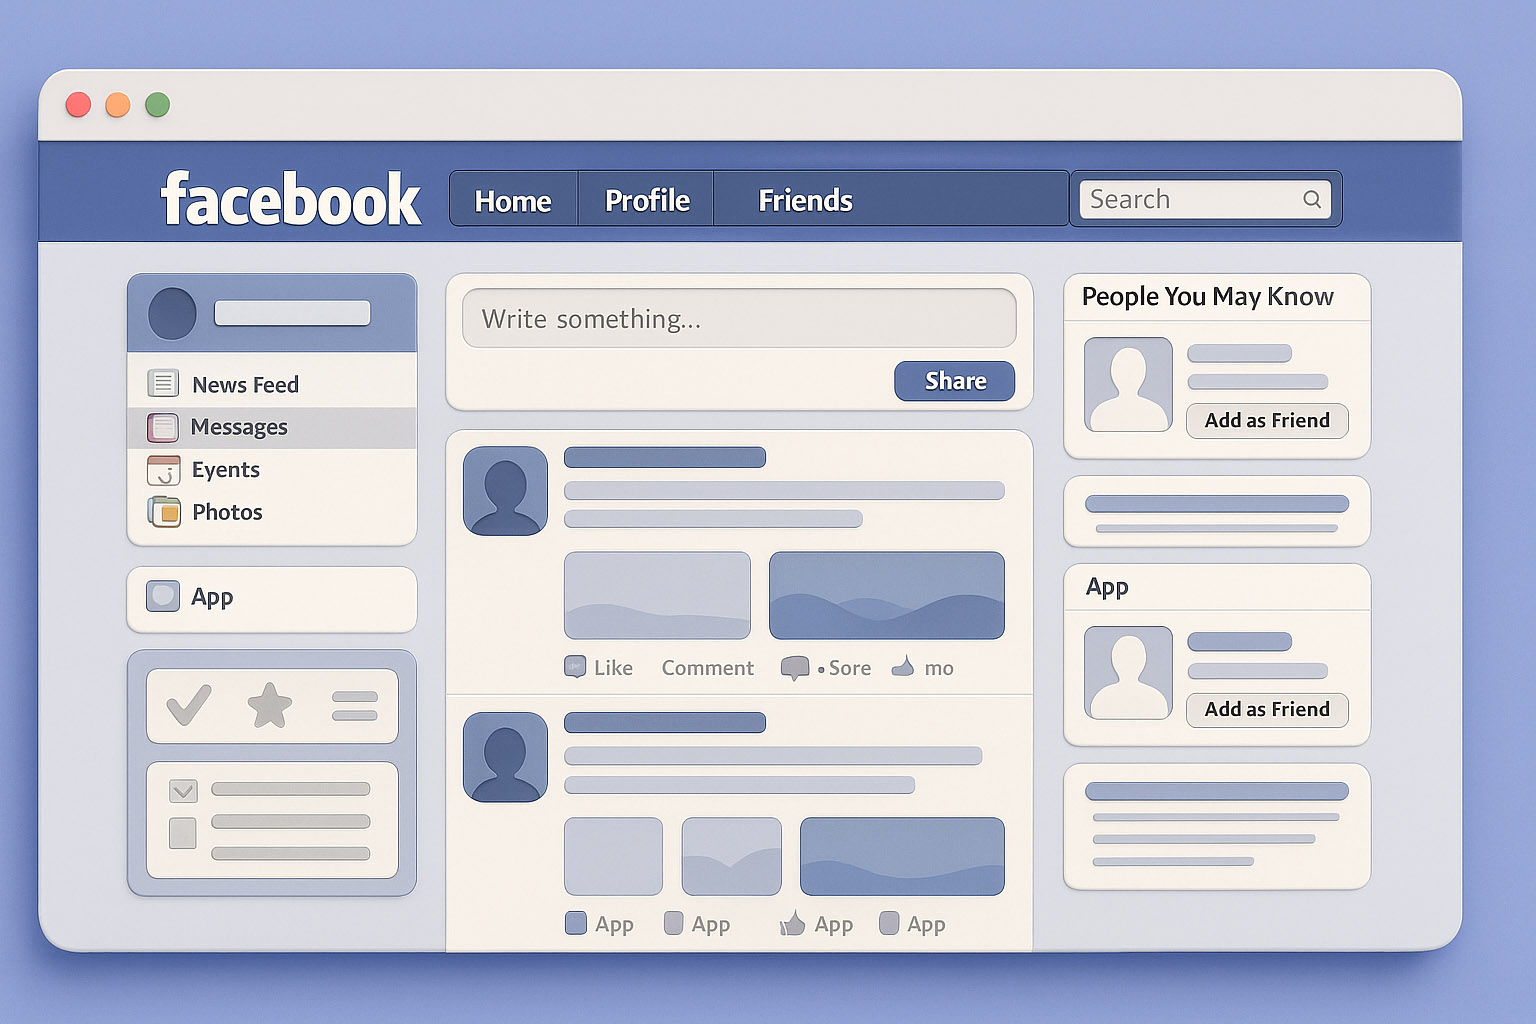 facebook
Home
Profile
Friends
Search
News Feed
Messages
Eyents
Photos
App
Write something...
Share
Like
Comment
• Sore
mo
App
App
App
App
People You May Know
Add as Friend
App
Add as Friend